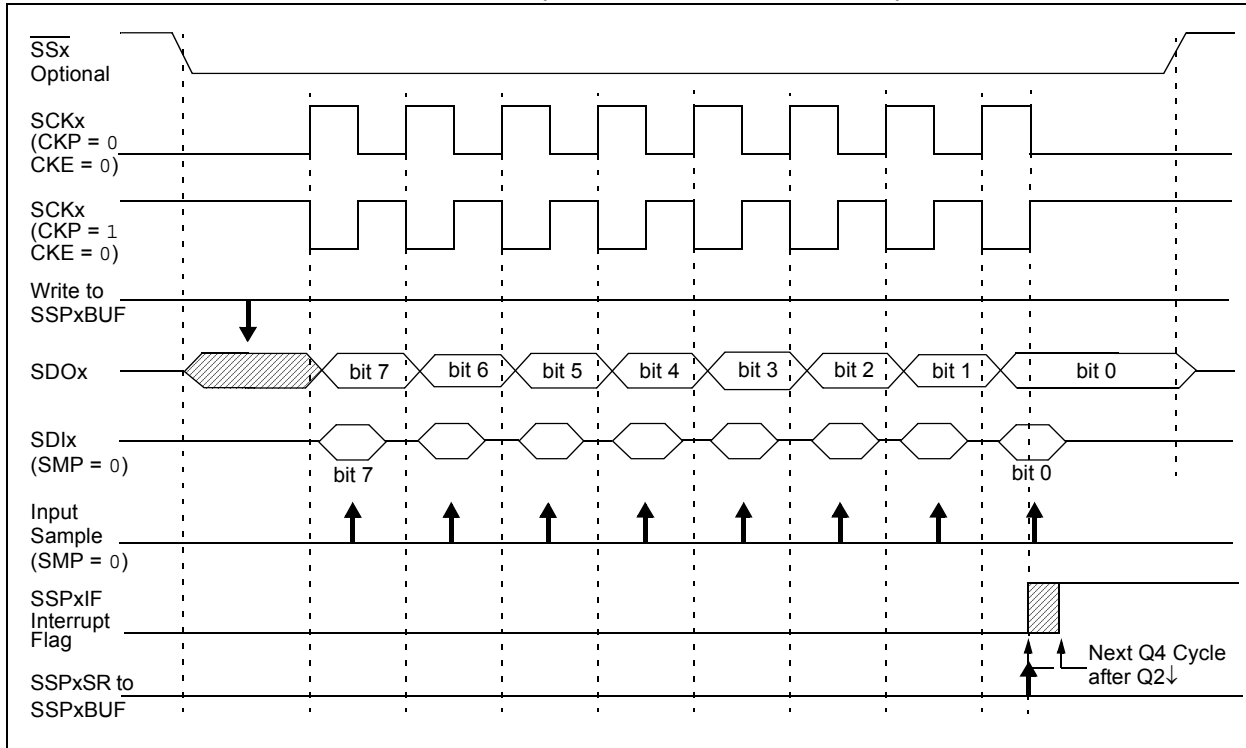 SSx
Optional
SCKx
(CKP = 0
CKE = 0)
SCKx
(CKP = 1
CKE = 0)
Write to
SSPxBUF
SDOx
bit 7 bit 6 bit 5 bit 4 bit 3 bit 2 bit 1 bit 0
SDIx
(SMP = 0)
bit 7 bit 0
Input
Sample
(SMP = 0)
SSPxIF
Interrupt
Flag
Next Q4 Cycle
after Q2↓
SSPxSR to
SSPxBUF